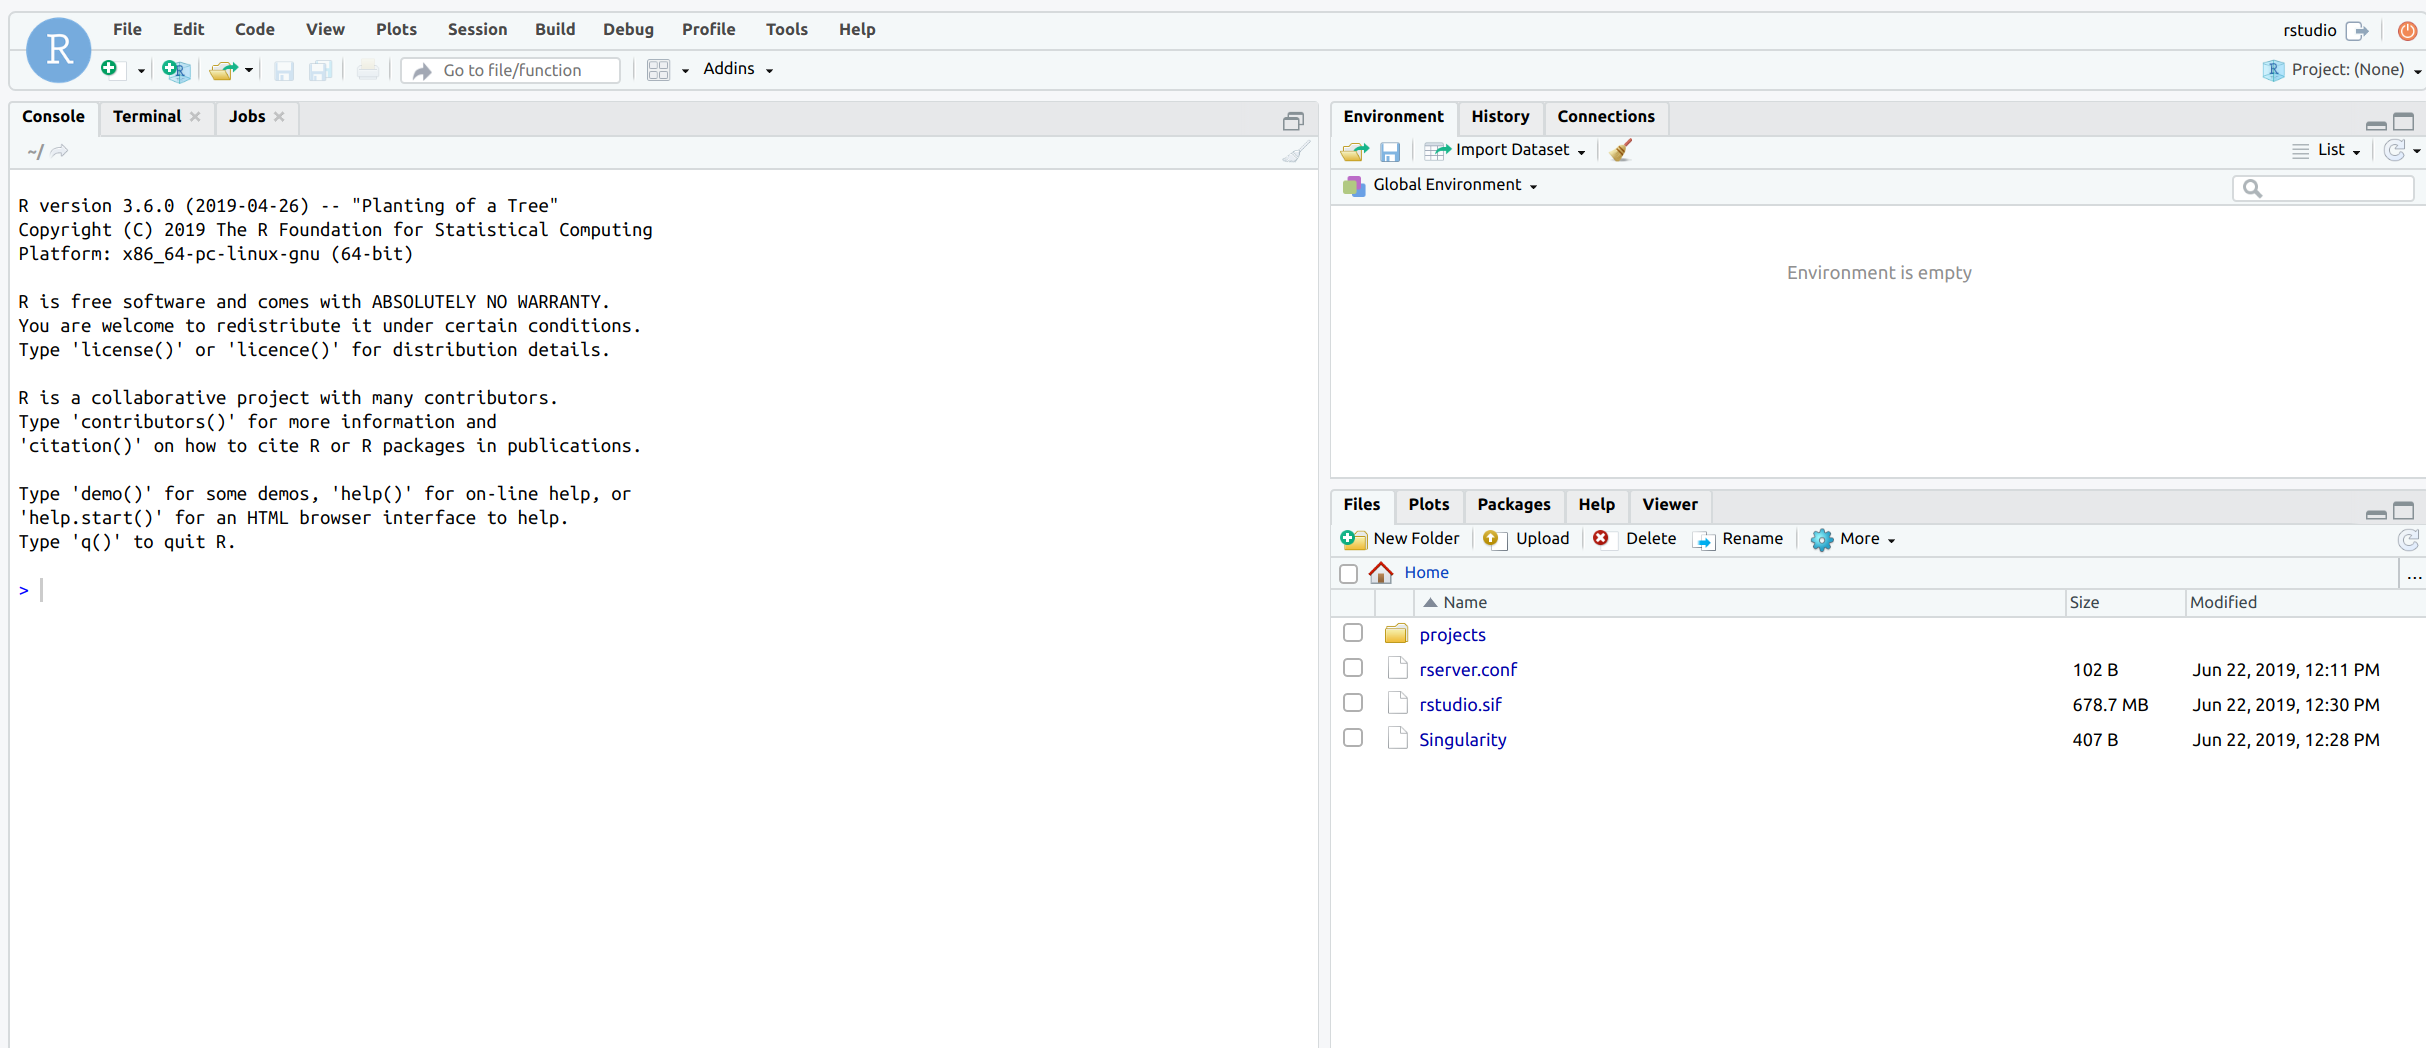 R
File Edit Code View Plots Session Build Debug Profile Tools Help
rstudio
R Go to file/function Addins
R Project: (None)
Console Terminal Jobs
~/
R version 3.6.0 (2019-04-26) -- "Planting of a Tree"
Copyright (C) 2019 The R Foundation for Statistical Computing
Platform: x86_64-pc-linux-gnu (64-bit)
R is free software and comes with ABSOLUTELY NO WARRANTY.
You are welcome to redistribute it under certain conditions.
Type 'license()' or 'licence()' for distribution details.
R is a collaborative project with many contributors.
Type 'contributors()' for more information and
'citation()' on how to cite R or R packages in publications.
Type 'demo()' for some demos, 'help()' for on-line help, or
'help.start()' for an HTML browser interface to help.
Type 'q()' to quit R.
>
Environment History Connections
Import Dataset List
Global Environment
Environment is empty
Files Plots Packages Help Viewer
New Folder Upload Delete Rename More
Home ...
Name Size Modified
projects
rserver.conf 102 B Jun 22, 2019, 12:11 PM
rstudio.sif 678.7 MB Jun 22, 2019, 12:30 PM
Singularity 407 B Jun 22, 2019, 12:28 PM